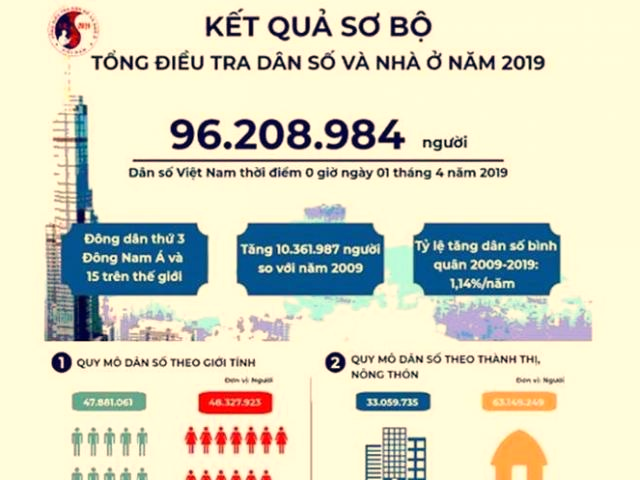 KẾT QUẢ SƠ BỘ
TỔNG ĐIỀU TRA DÂN SỐ VÀ NHÀ Ở NĂM 2019
96.208.984 người
Dân số Việt Nam thời điểm 0 giờ ngày 01 tháng 4 năm 2019
Đông dân thứ 3
Đông Nam Á và
15 trên thế giới
Tăng 10.361.987 người
so với năm 2009
Tỷ lệ tăng dân số bình
quân 2009-2019:
1,14%/năm
1 QUY MÔ DÂN SỐ THEO GIỚI TÍNH
Đơn vị: Người
47.881.061
48.327.923
2 QUY MÔ DÂN SỐ THEO THÀNH THỊ,
NÔNG THÔN
Đơn vị: Người
33.059.735
63.149.249